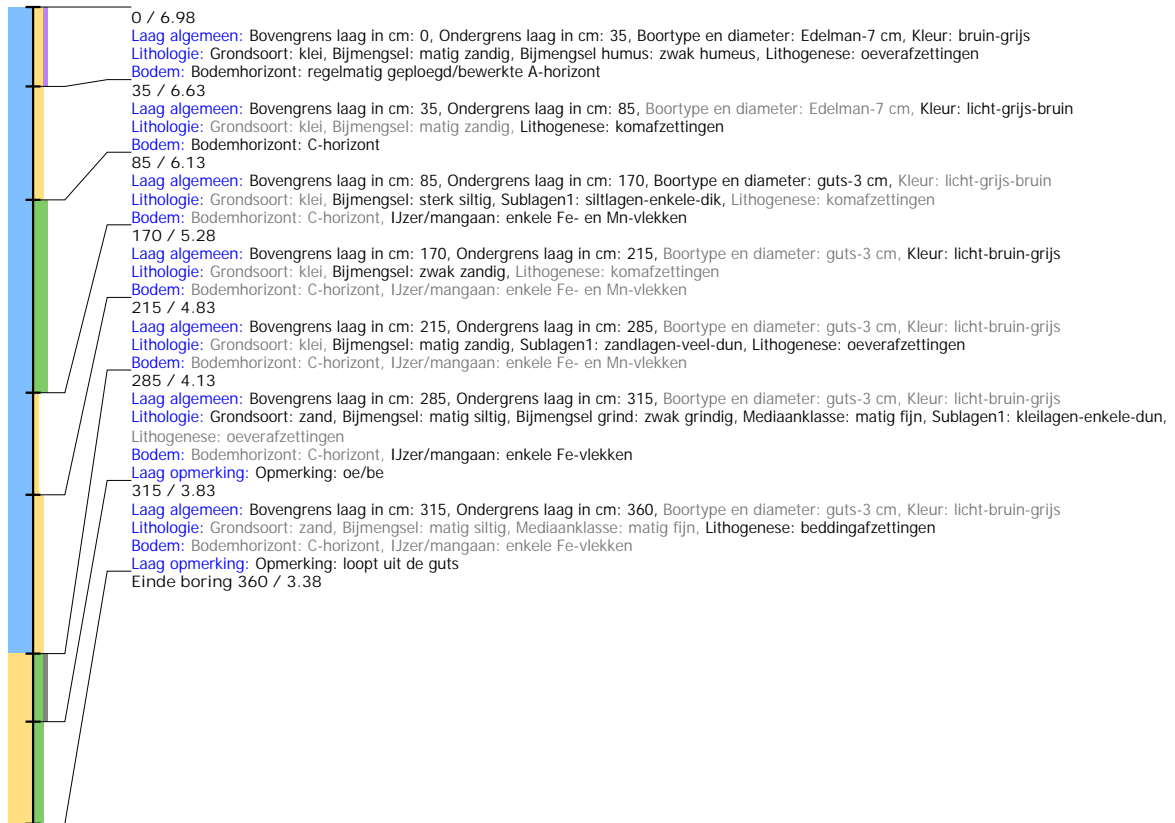 0 / 6.98
Laag algemeen: Bovengrens laag in cm: 0, Ondergrens laag in cm: 35, Boortype en diameter: Edelman-7 cm, Kleur: bruin-grijs
Lithologie: Grondsoort: klei, Bijmengsel: matig zandig, Bijmengsel humus: zwak humeus, Lithogenese: oeverafzettingen
Bodem: Bodemhorizont: regelmatig geploegd/bewerkte A-horizont
35 / 6.63
Laag algemeen: Bovengrens laag in cm: 35, Ondergrens laag in cm: 85, Boortype en diameter: Edelman-7 cm, Kleur: licht-grijs-bruin
Lithologie: Grondsoort: klei, Bijmengsel: matig zandig, Lithogenese: komafzettingen
Bodem: Bodemhorizont: C-horizont
85 / 6.13
Laag algemeen: Bovengrens laag in cm: 85, Ondergrens laag in cm: 170, Boortype en diameter: guts-3 cm, Kleur: licht-grijs-bruin
Lithologie: Grondsoort: klei, Bijmengsel: sterk siltig, Sublagen1: siltlagen-enkele-dik, Lithogenese: komafzettingen
Bodem: Bodemhorizont: C-horizont, IJzer/mangaan: enkele Fe- en Mn-vlekken
170 / 5.28
Laag algemeen: Bovengrens laag in cm: 170, Ondergrens laag in cm: 215, Boortype en diameter: guts-3 cm, Kleur: licht-bruin-grijs
Lithologie: Grondsoort: klei, Bijmengsel: zwak zandig, Lithogenese: komafzettingen
Bodem: Bodemhorizont: C-horizont, IJzer/mangaan: enkele Fe- en Mn-vlekken
215 / 4.83
Laag algemeen: Bovengrens laag in cm: 215, Ondergrens laag in cm: 285, Boortype en diameter: guts-3 cm, Kleur: licht-bruin-grijs
Lithologie: Grondsoort: klei, Bijmengsel: matig zandig, Sublagen1: zandlagen-veel-dun, Lithogenese: oeverafzettingen
Bodem: Bodemhorizont: C-horizont, IJzer/mangaan: enkele Fe- en Mn-vlekken
285 / 4.13
Laag algemeen: Bovengrens laag in cm: 285, Ondergrens laag in cm: 315, Boortype en diameter: guts-3 cm, Kleur: licht-bruin-grijs
Lithologie: Grondsoort: zand, Bijmengsel: matig siltig, Bijmengsel grind: zwak grindig, Mediaanklasse: matig fijn, Sublagen1: kleilagen-enkele-dun,
Lithogenese: oeverafzettingen
Bodem: Bodemhorizont: C-horizont, IJzer/mangaan: enkele Fe-vlekken
Laag opmerking: Opmerking: oe/be
315 / 3.83
Laag algemeen: Bovengrens laag in cm: 315, Ondergrens laag in cm: 360, Boortype en diameter: guts-3 cm, Kleur: licht-bruin-grijs
Lithologie: Grondsoort: zand, Bijmengsel: matig siltig, Mediaanklasse: matig fijn, Lithogenese: beddingafzettingen
Bodem: Bodemhorizont: C-horizont, IJzer/mangaan: enkele Fe-vlekken
Laag opmerking: Opmerking: loopt uit de guts
Einde boring 360 / 3.38